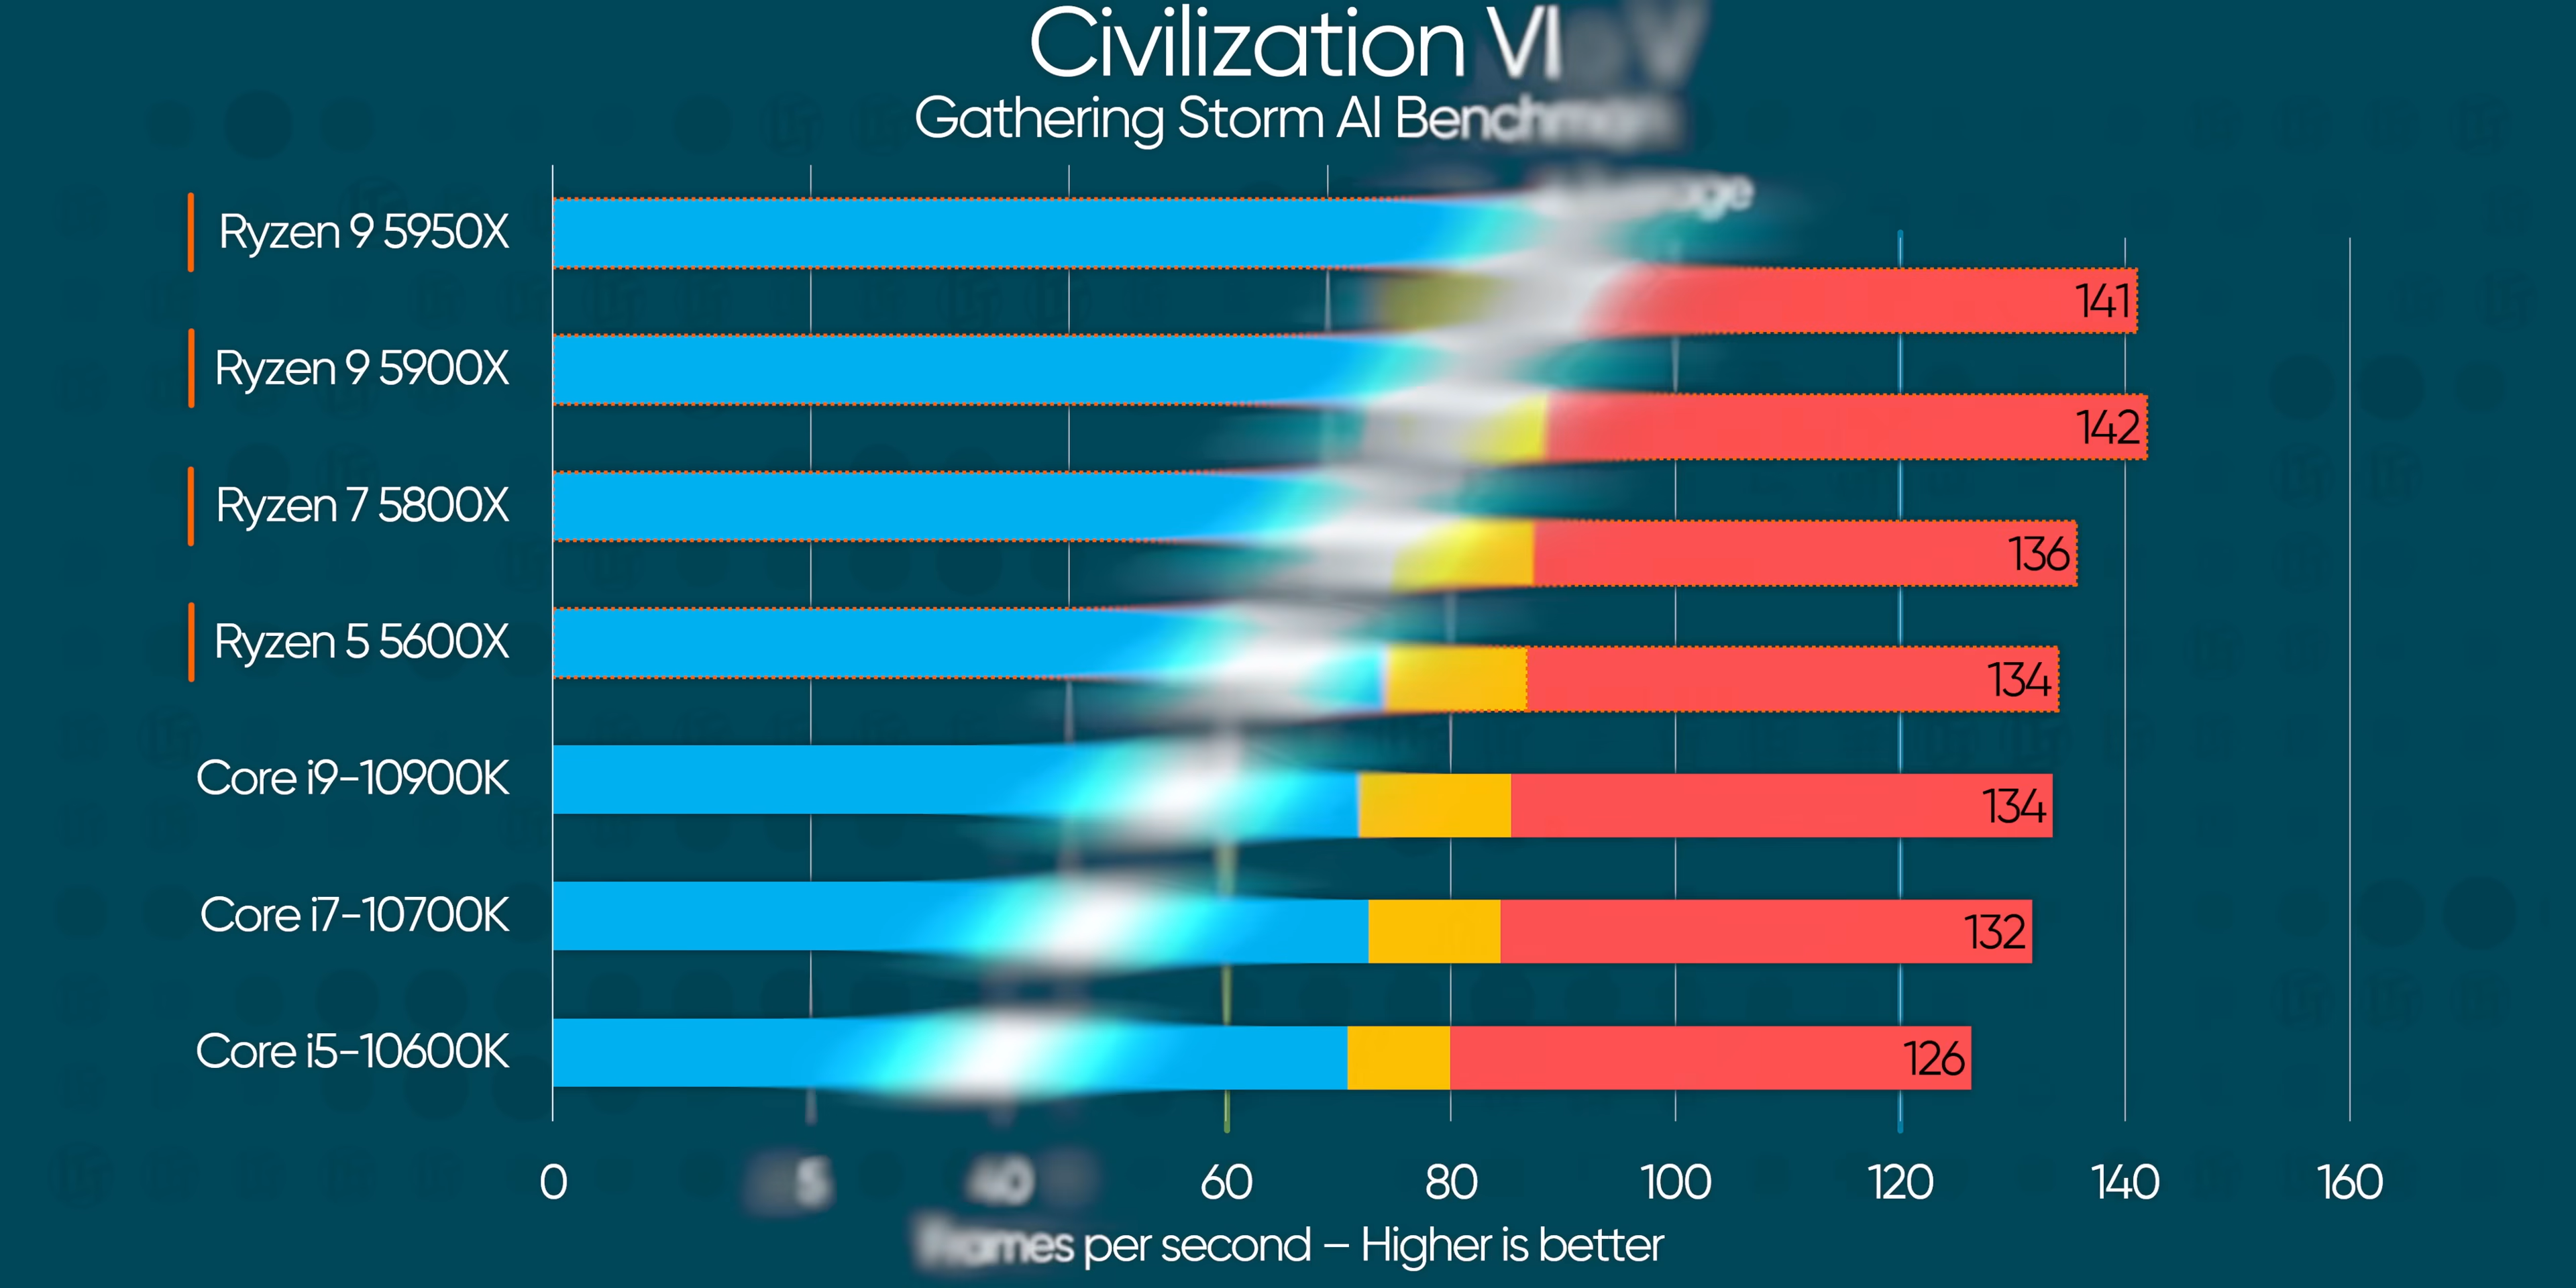 Civilization VI
Gathering Storm AI
Ryzen 9 5950X
141
Ryzen 9 5900X
142
Ryzen 7 5800X
136
Ryzen 5 5600X
134
Core i9-10900K
134
Core i7-10700K
132
Core i5-10600K
126
0 60 80 100 120 140 160
Frames per second – Higher is better